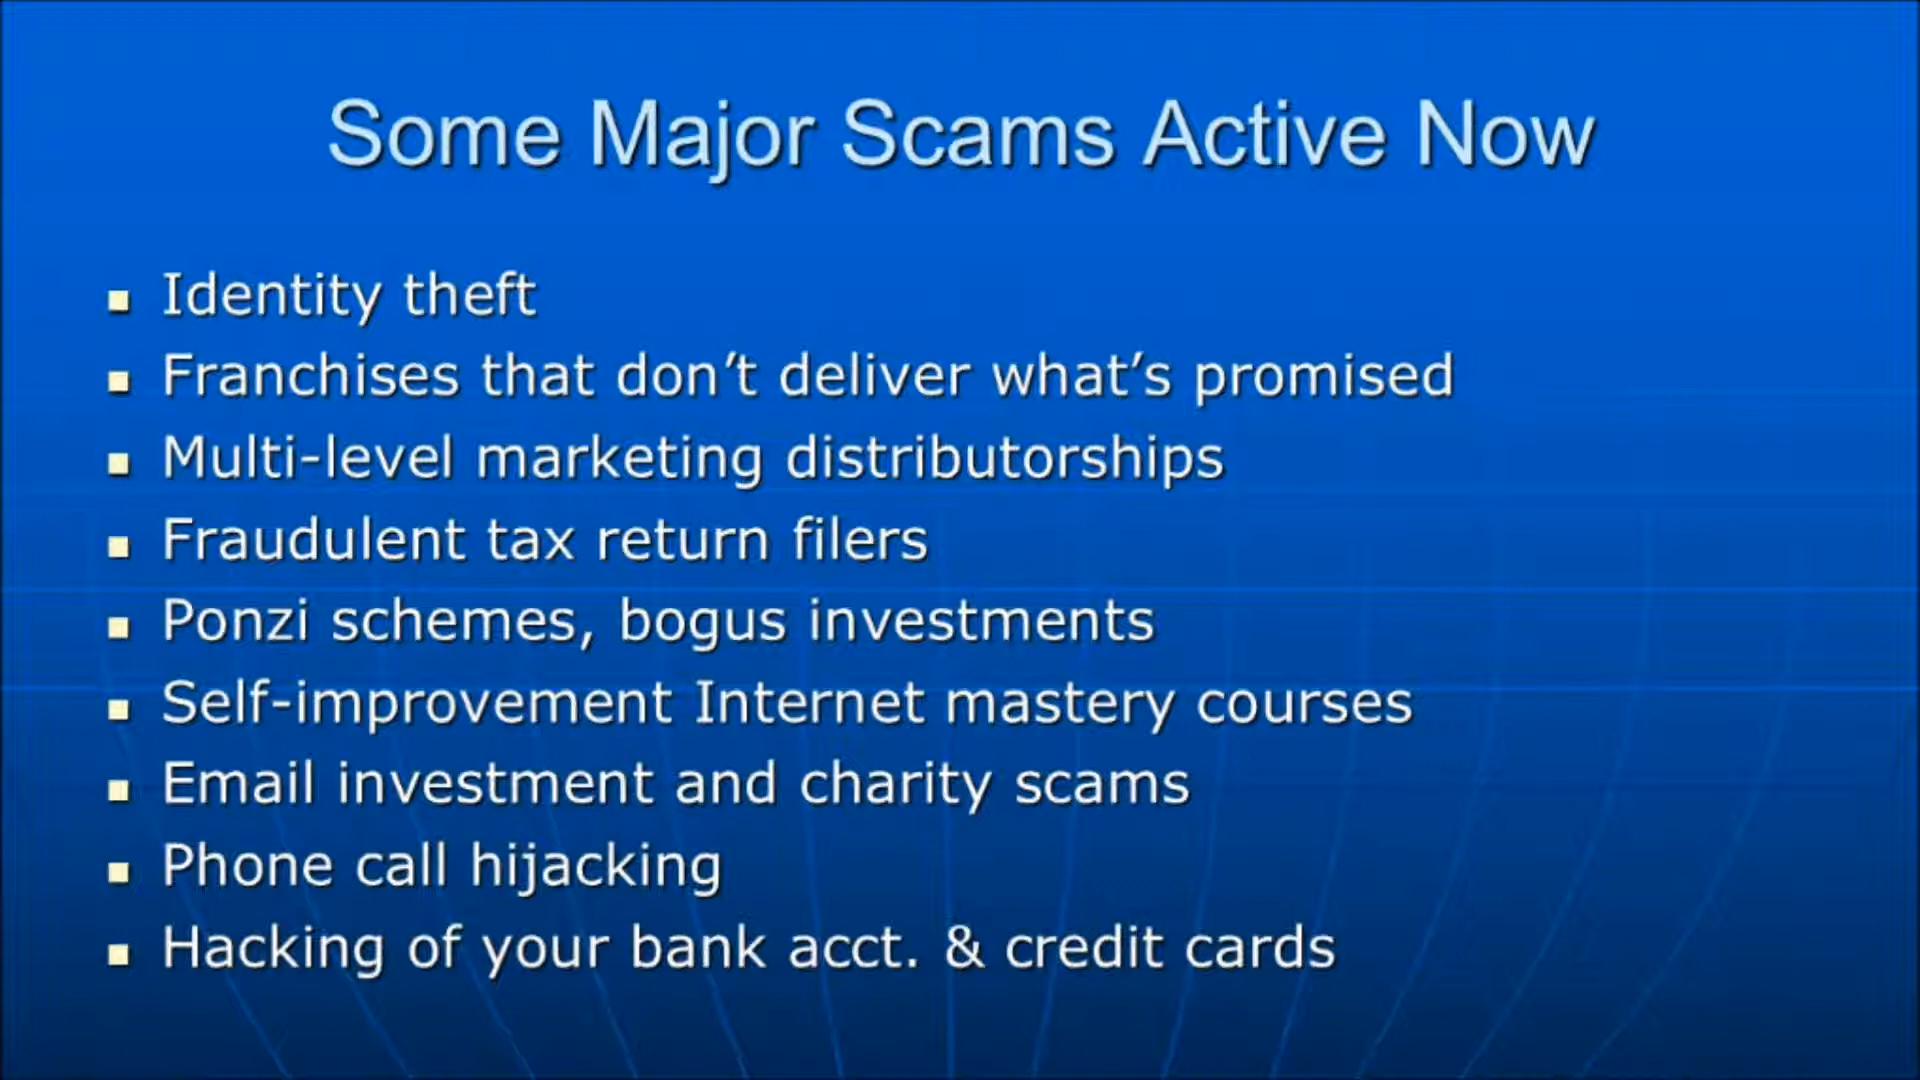 Some Major Scams Active Now
Identity theft
Franchises that don’t deliver what’s promised
Multi-level marketing distributorships
Fraudulent tax return filers
Ponzi schemes, bogus investments
Self-improvement Internet mastery courses
Email investment and charity scams
Phone call hijacking
Hacking of your bank acct. & credit cards